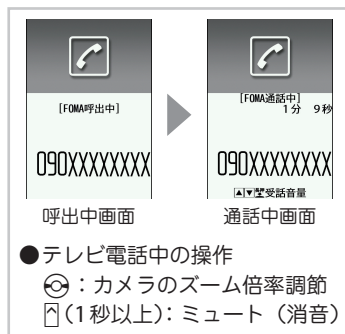 [FOMA呼出中]
090XXXXXXXX
[FOMA通話中]
1分 9秒
090XXXXXXXX
受話音量
呼出中画面
通話中画面
●テレビ電話中の操作
：カメラのズーム倍率調節
(1秒以上)：ミュート（消音）